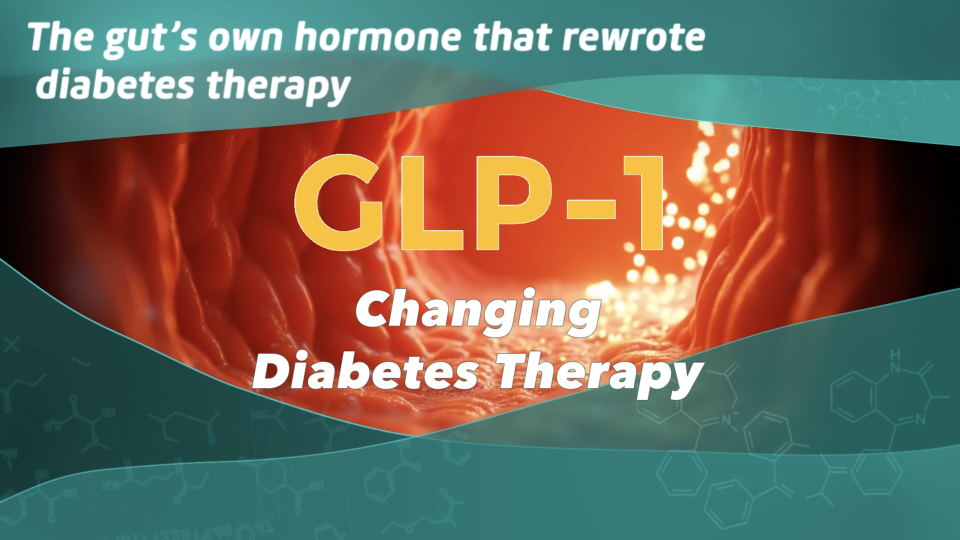 The gut's own hormone that rewrote
diabetes therapy
GLP-1
Changing
Diabetes Therapy